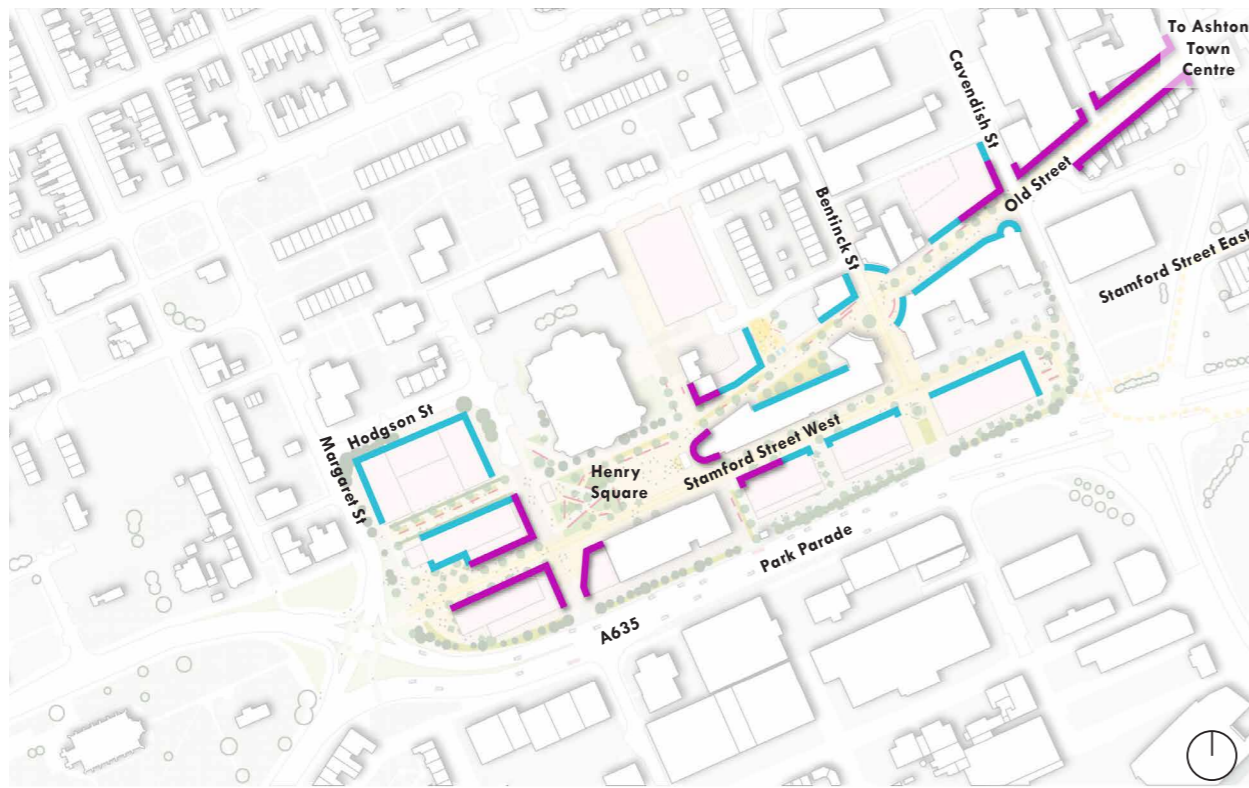 To Ashton
Town
Centre
Cavendish St
Old Street
Bentinck St
Stamford Street East
Hodgson St
Margaret St
Henry
Square
Stamford Street West
Park Parade
A635